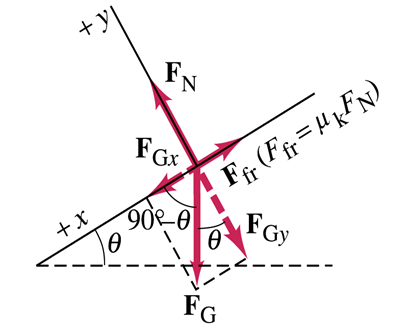 +y
F_N
F_Gx
F_fr (F_fr = μ_k F_N)
+x
90° – θ
θ
θ
F_Gy
F_G